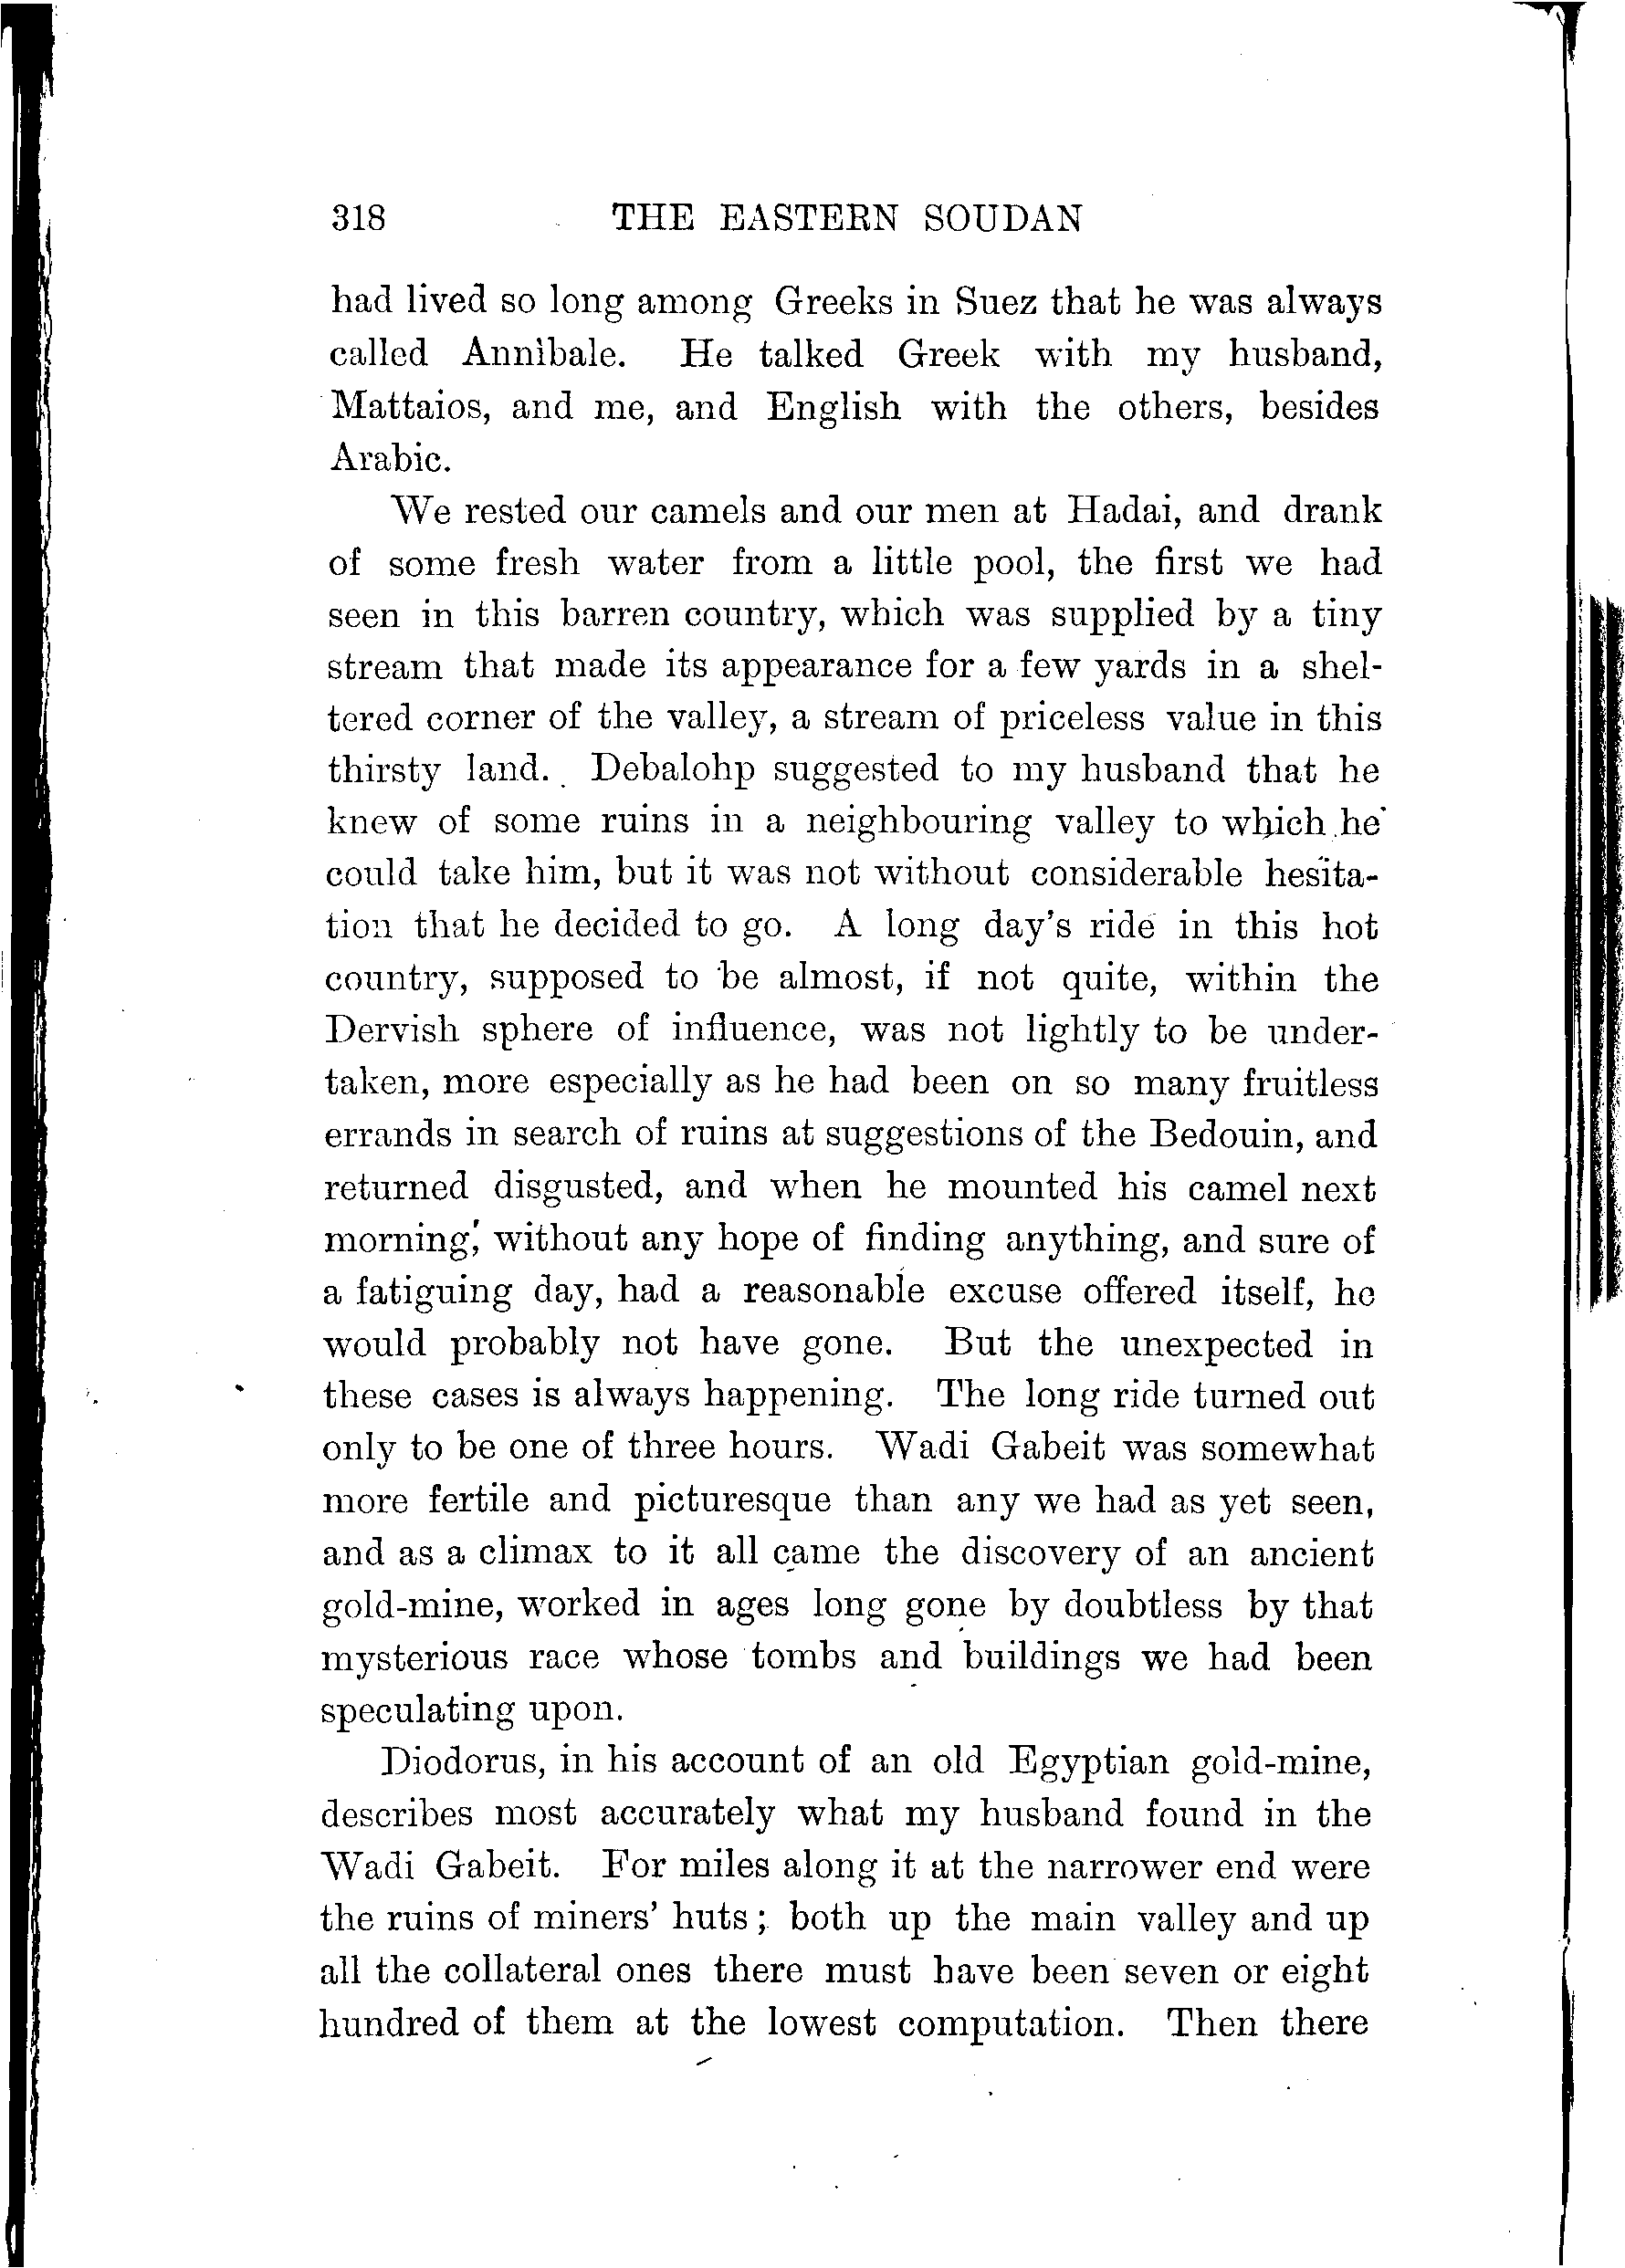 318 THE EASTERN SOUDAN
had lived so long among Greeks in Suez that he was always
called Annibale. He talked Greek with my husband,
Mattaios, and me, and English with the others, besides
Arabic.
We rested our camels and our men at Hadai, and drank
of some fresh water from a little pool, the first we had
seen in this barren country, which was supplied by a tiny
stream that made its appearance for a few yards in a shel-
tered corner of the valley, a stream of priceless value in this
thirsty land. Debalohp suggested to my husband that he
knew of some ruins in a neighbouring valley to which he
could take him, but it was not without considerable hesita-
tion that he decided to go. A long day's ride in this hot
country, supposed to be almost, if not quite, within the
Dervish sphere of influence, was not lightly to be under-
taken, more especially as he had been on so many fruitless
errands in search of ruins at suggestions of the Bedouin, and
returned disgusted, and when he mounted his camel next
morning, without any hope of finding anything, and sure of
a fatiguing day, had a reasonable excuse offered itself, he
would probably not have gone. But the unexpected in
these cases is always happening. The long ride turned out
only to be one of three hours. Wadi Gabeit was somewhat
more fertile and picturesque than any we had as yet seen,
and as a climax to it all came the discovery of an ancient
gold-mine, worked in ages long gone by doubtless by that
mysterious race whose tombs and buildings we had been
speculating upon.
Diodorus, in his account of an old Egyptian gold-mine,
describes most accurately what my husband found in the
Wadi Gabeit. For miles along it at the narrower end were
the ruins of miners' huts; both up the main valley and up
all the collateral ones there must have been seven or eight
hundred of them at the lowest computation. Then there